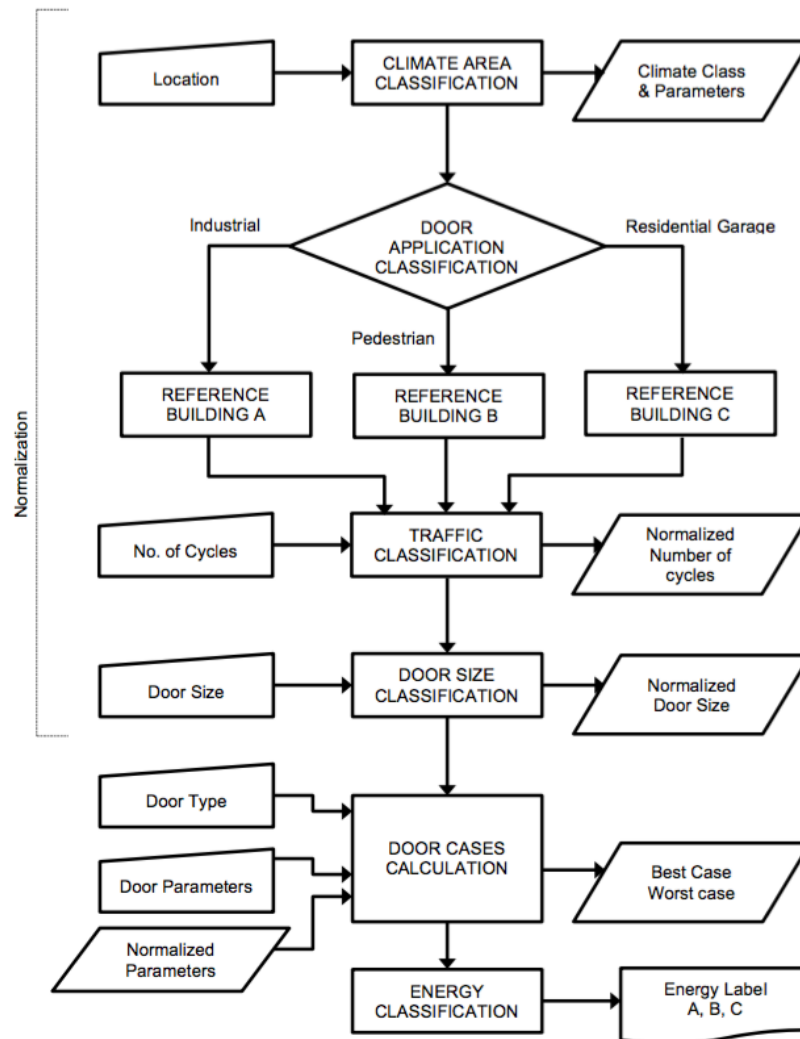 Location
CLIMATE AREA
CLASSIFICATION
Climate Class
& Parameters
Industrial
DOOR
APPLICATION
CLASSIFICATION
Residential Garage
Pedestrian
REFERENCE
BUILDING A
REFERENCE
BUILDING B
REFERENCE
BUILDING C
Normalization
No. of Cycles
TRAFFIC
CLASSIFICATION
Normalized
Number of
cycles
Door Size
DOOR SIZE
CLASSIFICATION
Normalized
Door Size
Door Type
Door Parameters
Normalized
Parameters
DOOR CASES
CALCULATION
Best Case
Worst case
ENERGY
CLASSIFICATION
Energy Label
A, B, C